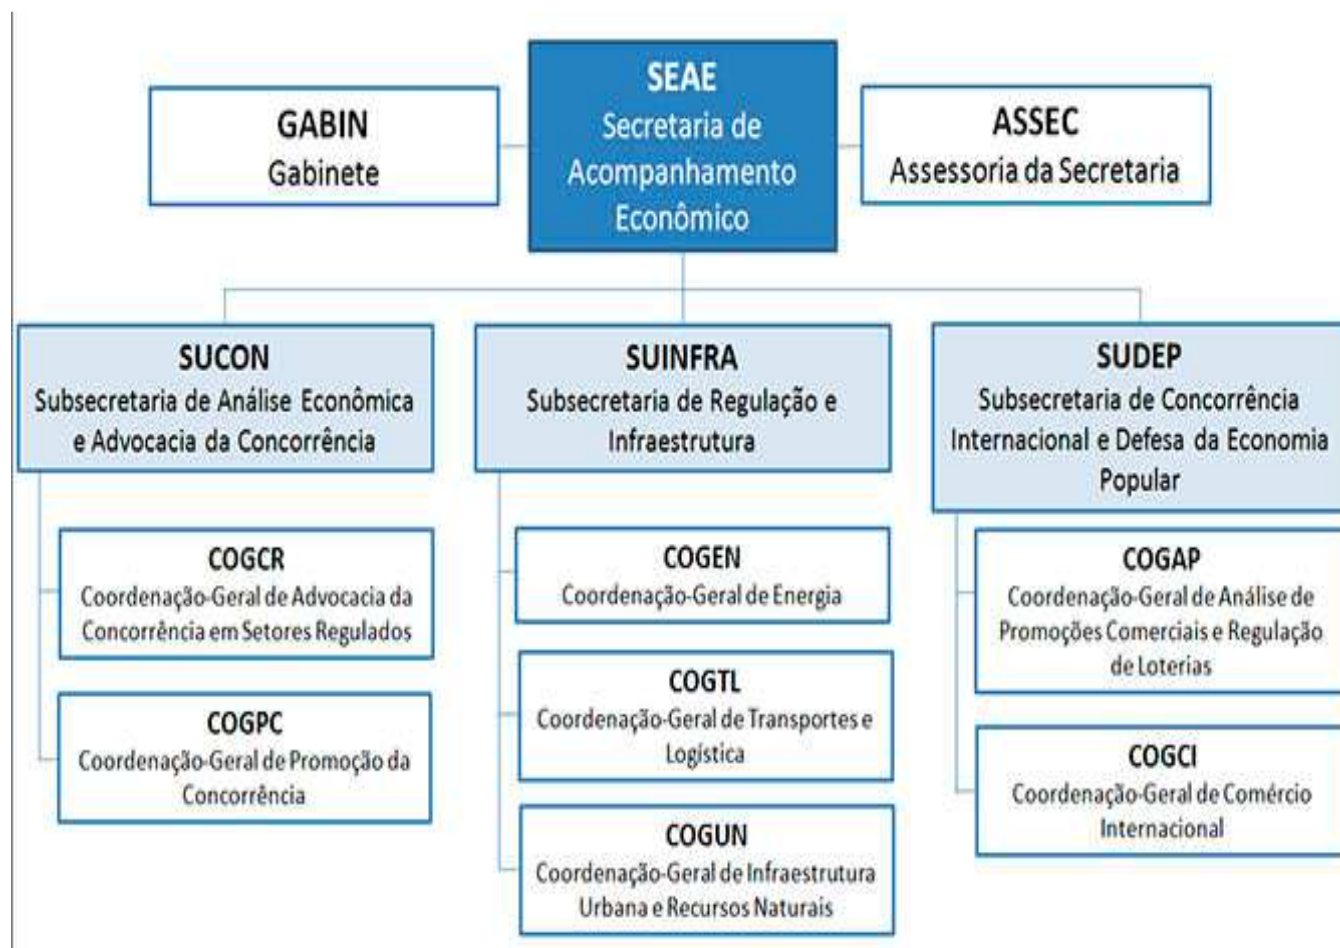 SEAE
Secretaria de
Acompanhamento
Econômico
GABIN
Gabinete
ASSEC
Assessoria da Secretaria
SUCON
Subsecretaria de Análise Econômica
e Advocacia da Concorrência
COGCR
Coordenação-Geral de Advocacia da
Concorrência em Setores Regulados
COGPC
Coordenação-Geral de Promoção da
Concorrência
SUINFRA
Subsecretaria de Regulação e
Infraestrutura
COGEN
Coordenação-Geral de Energia
COGTL
Coordenação-Geral de Transportes e
Logística
COGUN
Coordenação-Geral de Infraestrutura
Urbana e Recursos Naturais
SUDEP
Subsecretaria de Concorrência
Internacional e Defesa da Economia
Popular
COGAP
Coordenação-Geral de Análise de
Promoções Comerciais e Regulação
de Loterias
COGCI
Coordenação-Geral de Comércio
Internacional